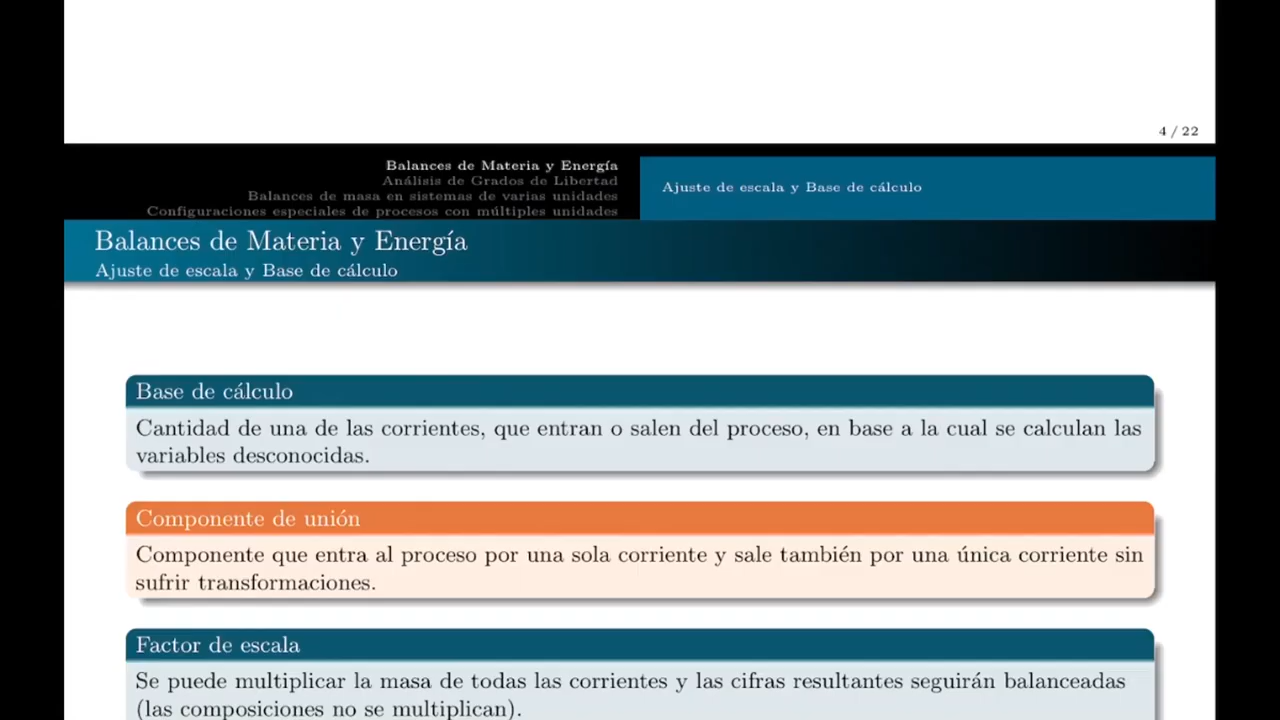 4 / 22
Balances de Materia y Energía
Análisis de Grados de Libertad
Balances de masa en sistemas de varias unidades
Configuraciones especiales de procesos con múltiples unidades
Ajuste de escala y Base de cálculo
Balances de Materia y Energía
Ajuste de escala y Base de cálculo
Base de cálculo
Cantidad de una de las corrientes, que entran o salen del proceso, en base a la cual se calculan las
variables desconocidas.
Componente de unión
Componente que entra al proceso por una sola corriente y sale también por una única corriente sin
sufrir transformaciones.
Factor de escala
Se puede multiplicar la masa de todas las corrientes y las cifras resultantes seguirán balanceadas
(las composiciones no se multiplican).